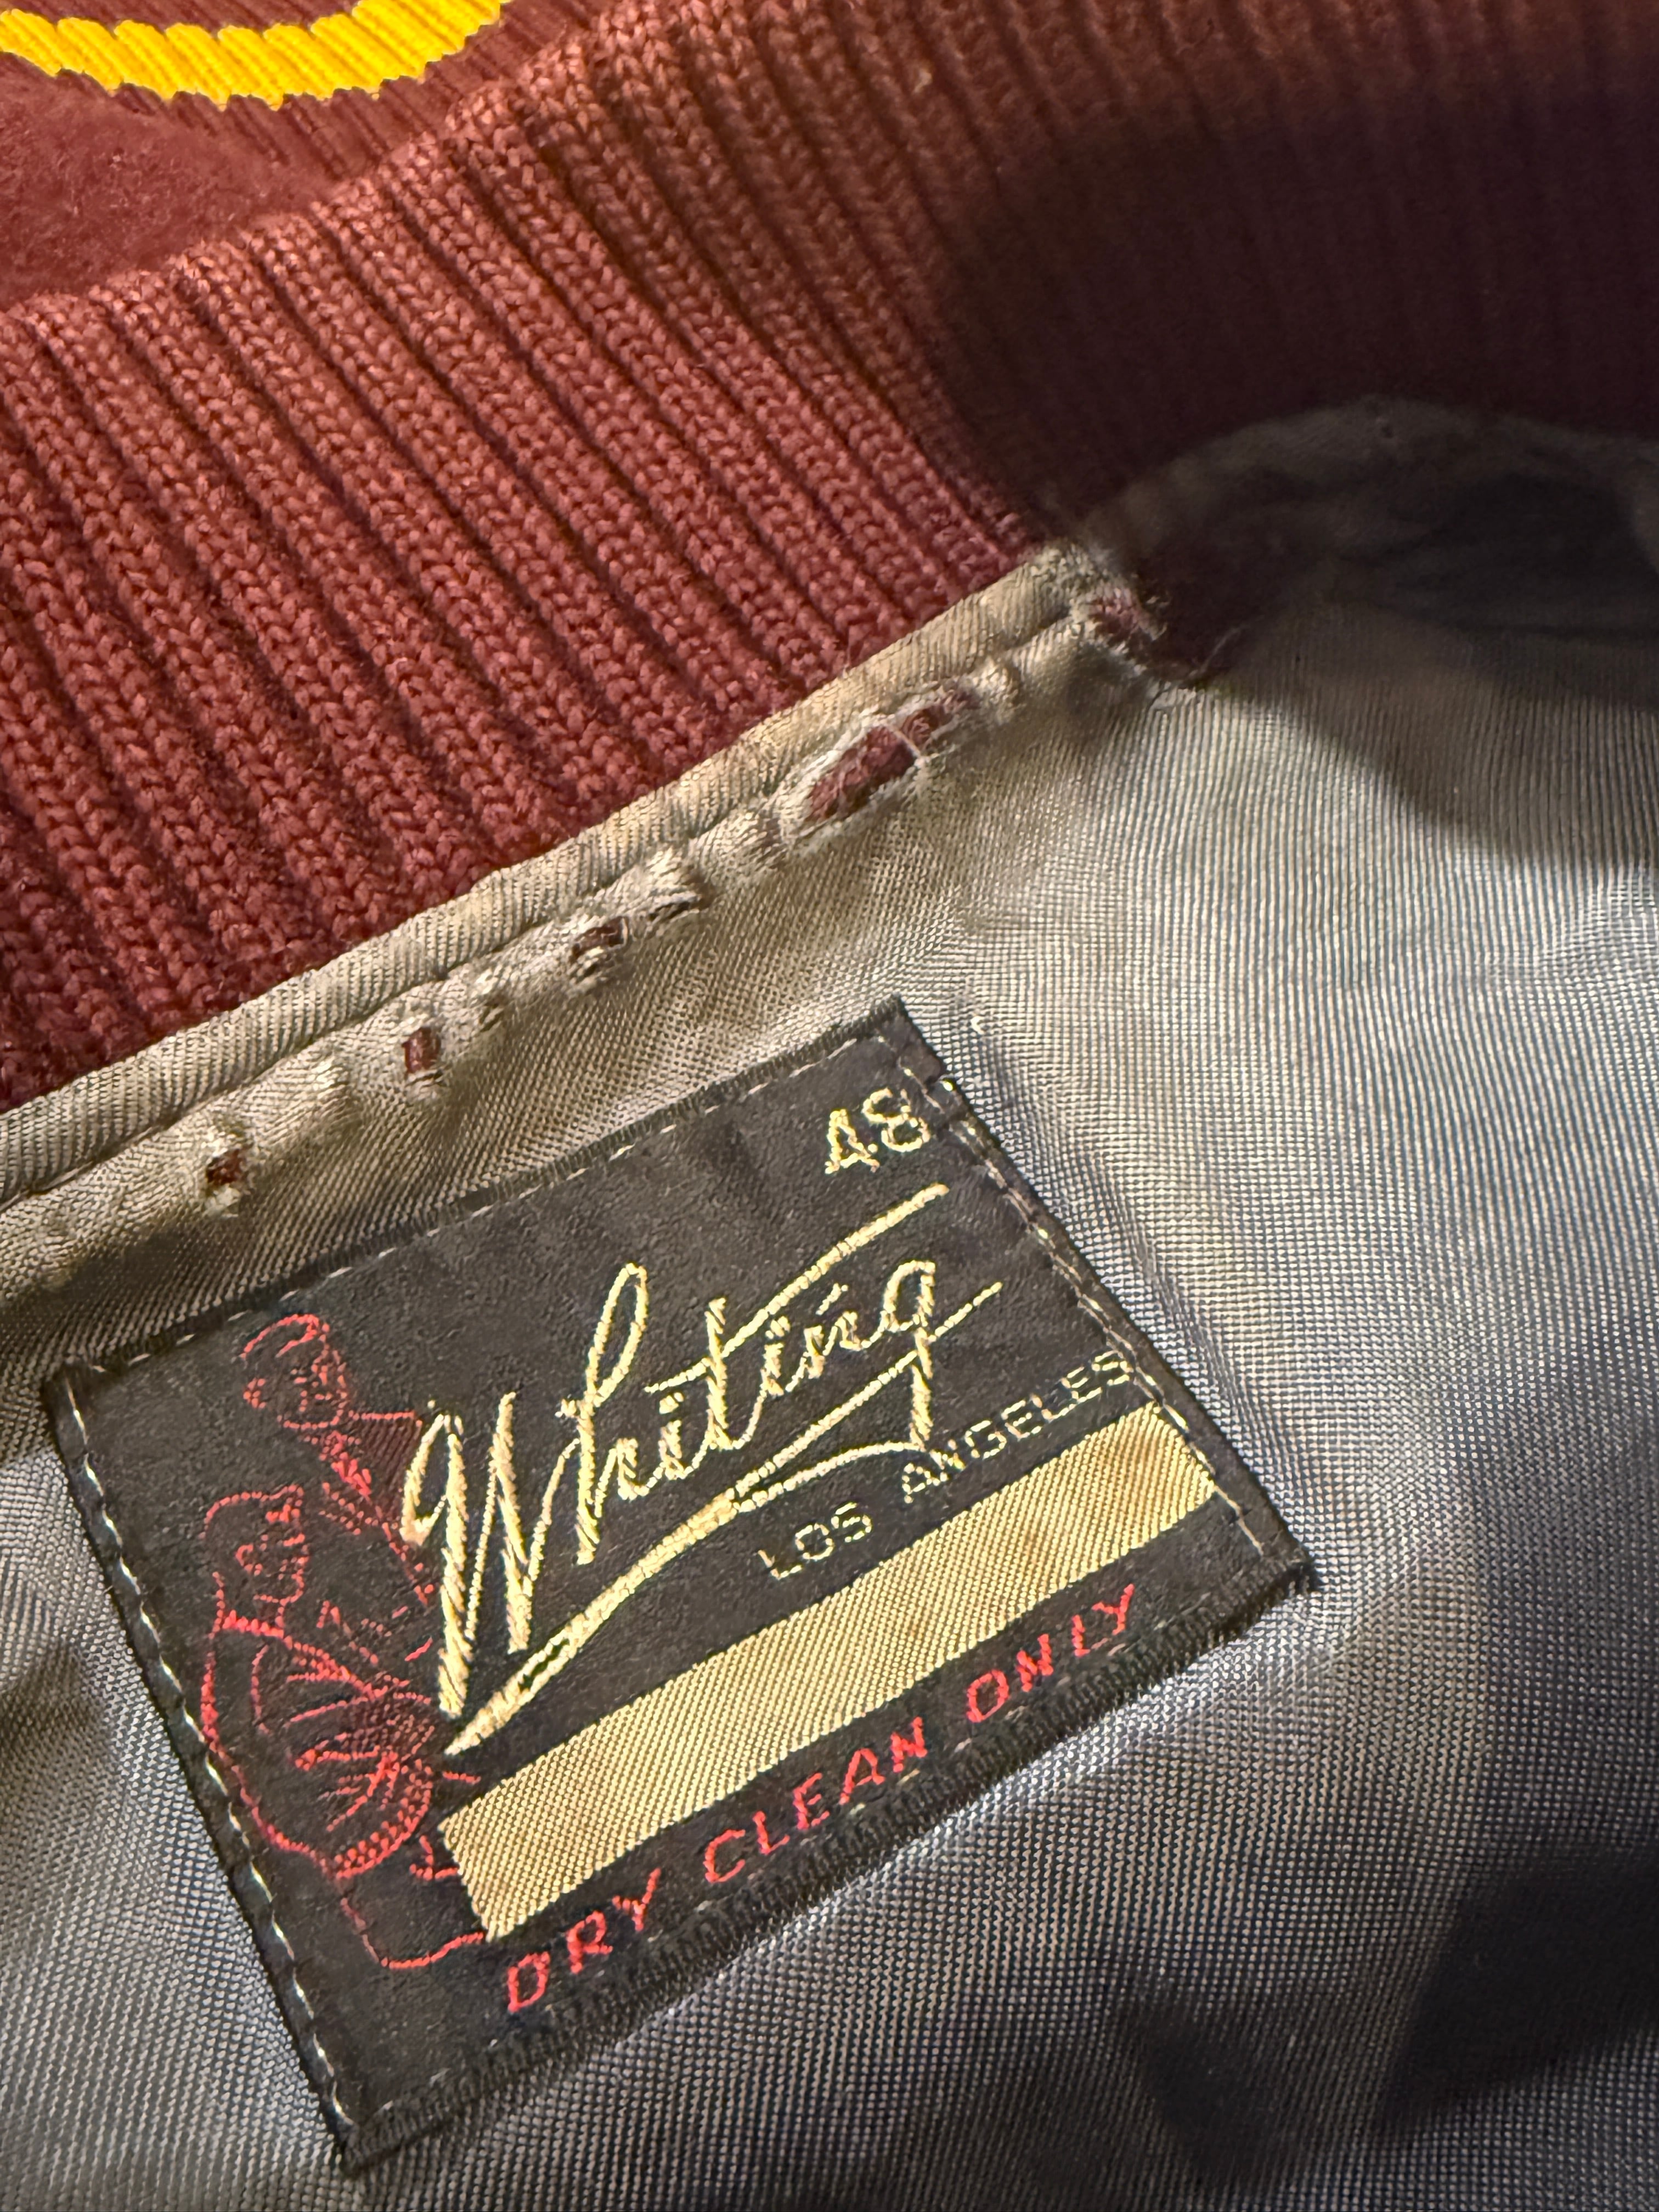 48
Whiting
LOS ANGELES
DRY CLEAN ONLY